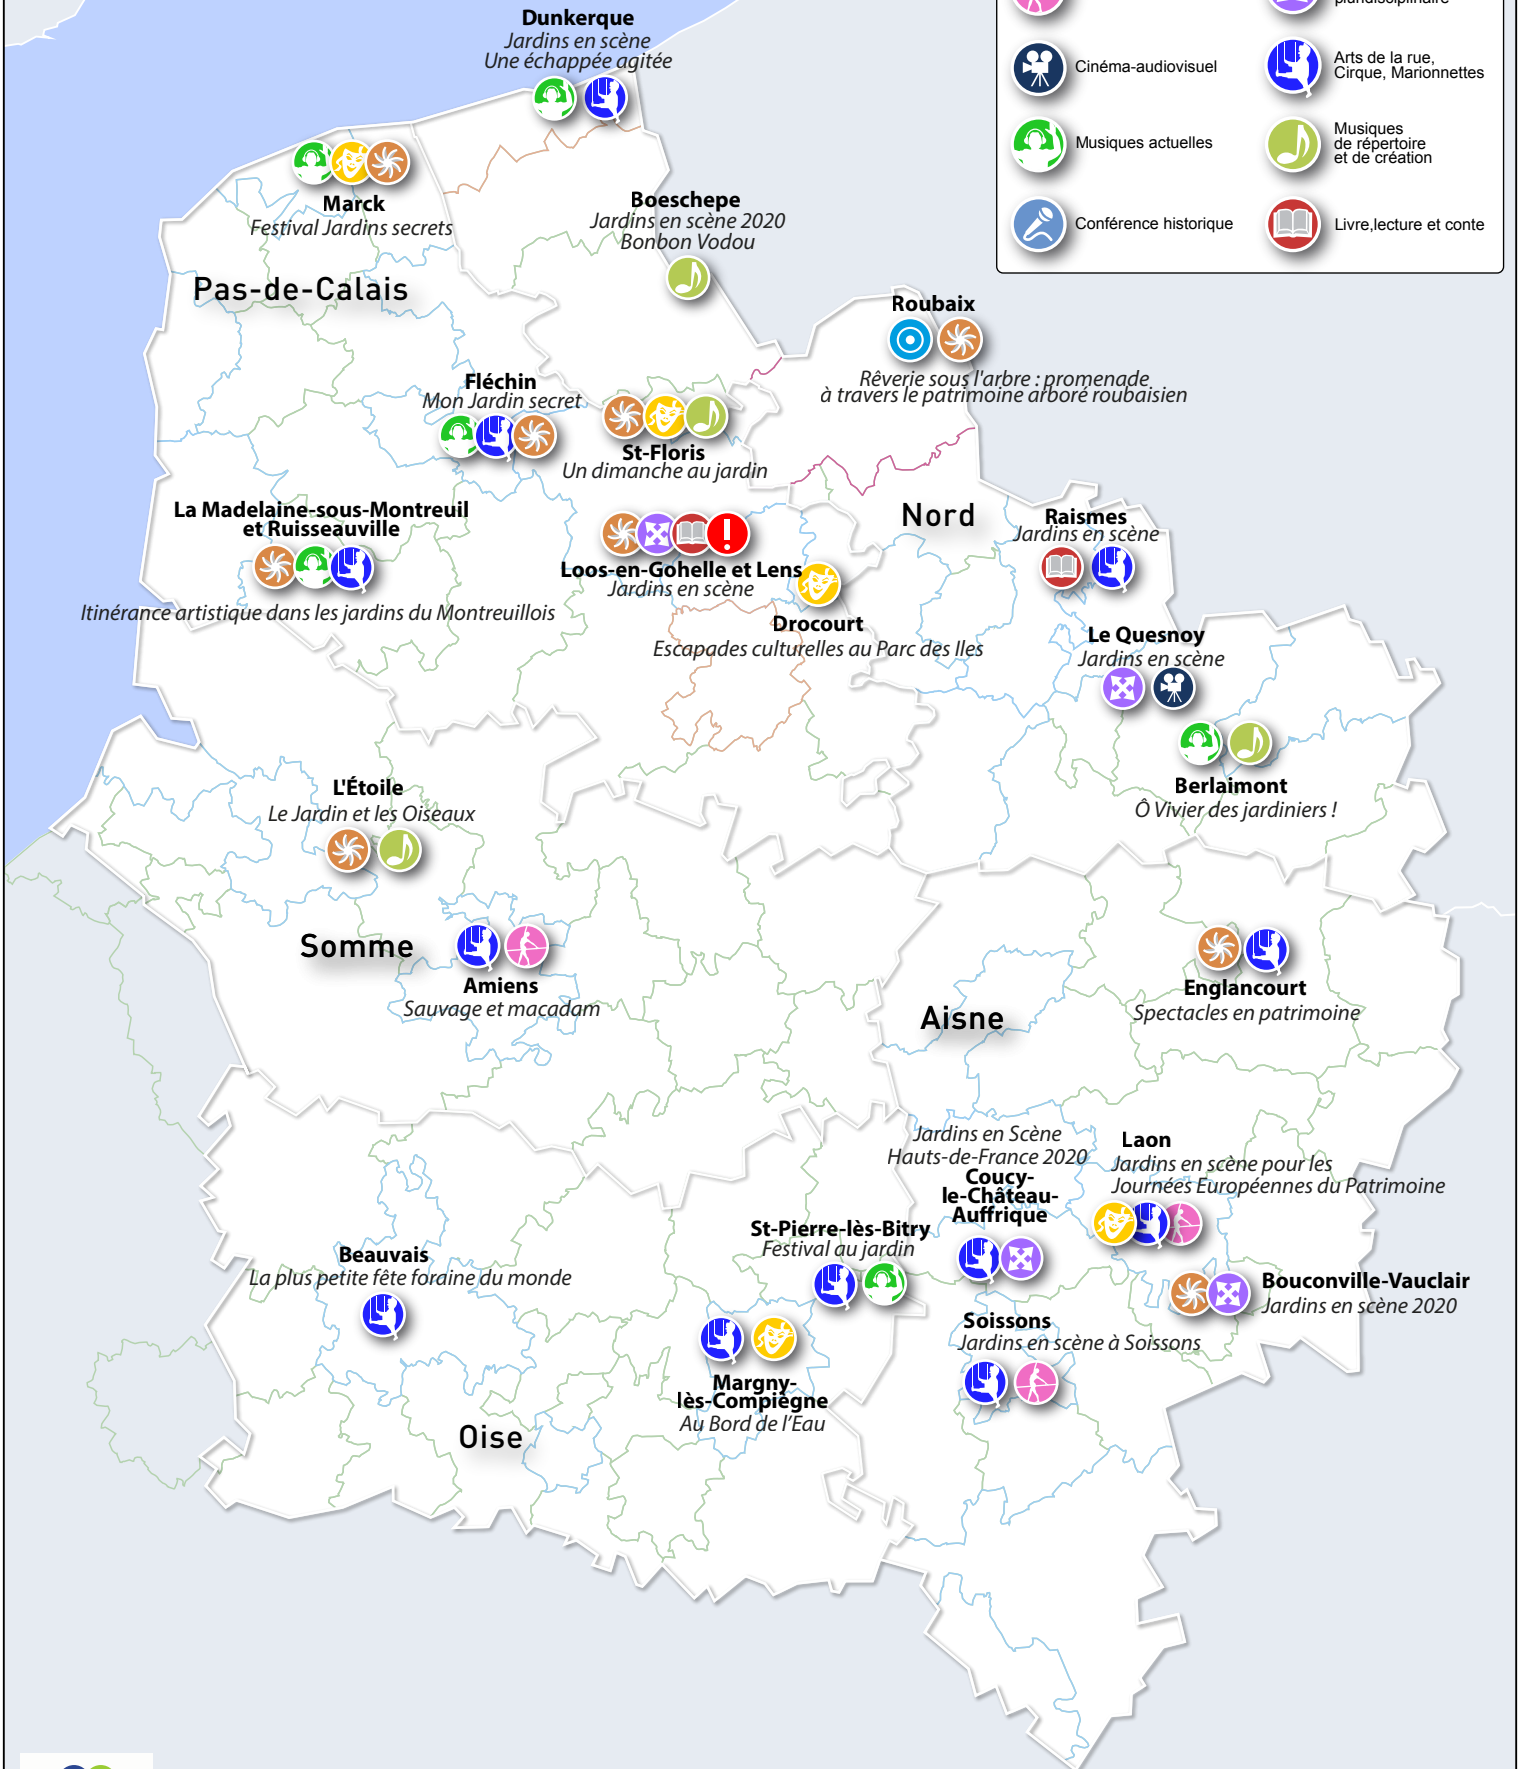 pluridisciplinaire
Cinéma-audiovisuel
Arts de la rue,
Cirque, Marionnettes
Musiques actuelles
Musiques
de répertoire
et de création
Conférence historique
Livre,lecture et conte
Dunkerque
Jardins en scène
Une échappée agitée
Marck
Festival Jardins secrets
Boeschepe
Jardins en scène 2020
Bonbon Vodou
Pas-de-Calais
Roubaix
Rêverie sous l'arbre : promenade
à travers le patrimoine arboré roubaisien
Fléchin
Mon Jardin secret
St-Floris
Un dimanche au jardin
La Madelaine-sous-Montreuil
et Ruisseauville
Itinérance artistique dans les jardins du Montreuillois
Nord
Raismes
Jardins en scène
Loos-en-Gohelle et Lens
Jardins en scène
Drocourt
Escapades culturelles au Parc des Iles
Le Quesnoy
Jardins en scène
Berlaimont
Ô Vivier des jardiniers !
L'Étoile
Le Jardin et les Oiseaux
Somme
Amiens
Sauvage et macadam
Englancourt
Spectacles en patrimoine
Aisne
Jardins en Scène
Hauts-de-France 2020
Coucy-
le-Château-
Auffrique
Laon
Jardins en scène pour les
Journées Européennes du Patrimoine
St-Pierre-lès-Bitry
Festival au jardin
Beauvais
La plus petite fête foraine du monde
Bouconville-Vauclair
Jardins en scène 2020
Soissons
Jardins en scène à Soissons
Margny-
lès-Compiègne
Au Bord de l'Eau
Oise